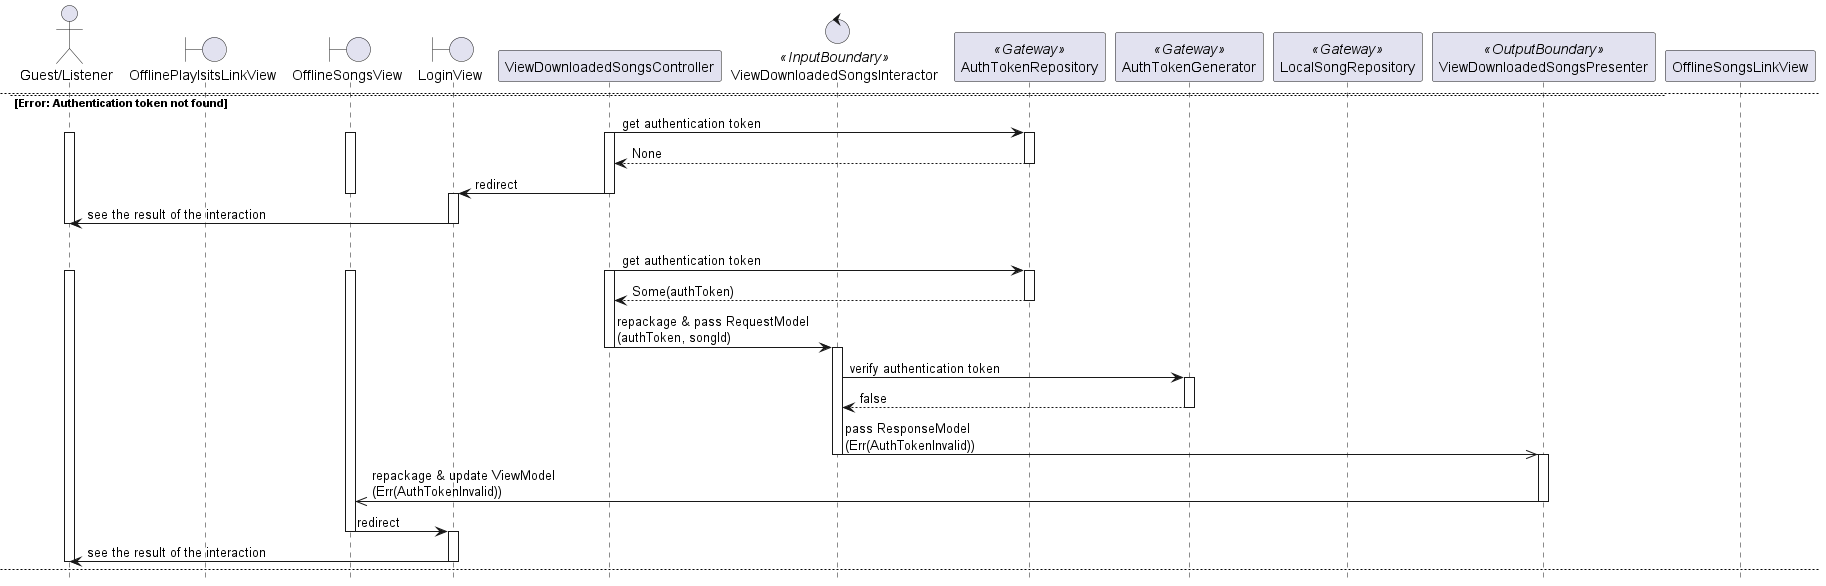 Guest/Listener
OfflinePlaylsitsLinkView
OfflineSongsView
LoginView
ViewDownloadedSongsController
«InputBoundary»
ViewDownloadedSongsInteractor
«Gateway»
AuthTokenRepository
«Gateway»
AuthTokenGenerator
«Gateway»
LocalSongRepository
«OutputBoundary»
ViewDownloadedSongsPresenter
OfflineSongsLinkView
[Error: Authentication token not found]
get authentication token
None
redirect
see the result of the interaction
get authentication token
Some(authToken)
repackage & pass RequestModel
(authToken, songId)
verify authentication token
false
pass ResponseModel
(Err(AuthTokenInvalid))
repackage & update ViewModel
(Err(AuthTokenInvalid))
redirect
see the result of the interaction